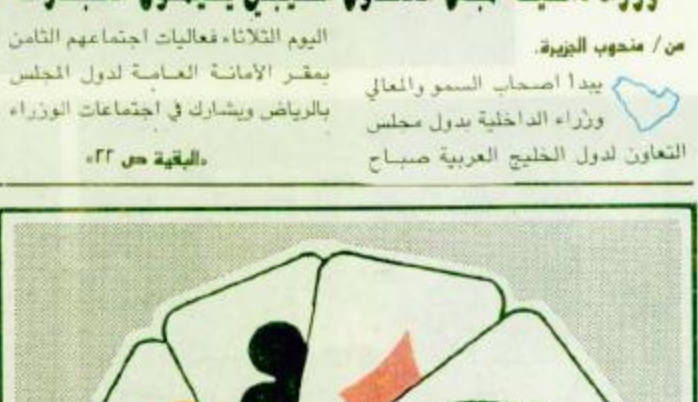 من / مندوب الجزيرة.
يبدأ اصحاب السمو والمعالي
وزراء الداخلية بدول مجلس
التعاون لدول الخليج العربية صباح
اليوم الثلاثاء فعاليات اجتماعهم الثامن
بمقر الأمانة العامة لدول المجلس
بالرياض ويشارك في اجتماعات الوزراء
«البقية ص ٢٢»